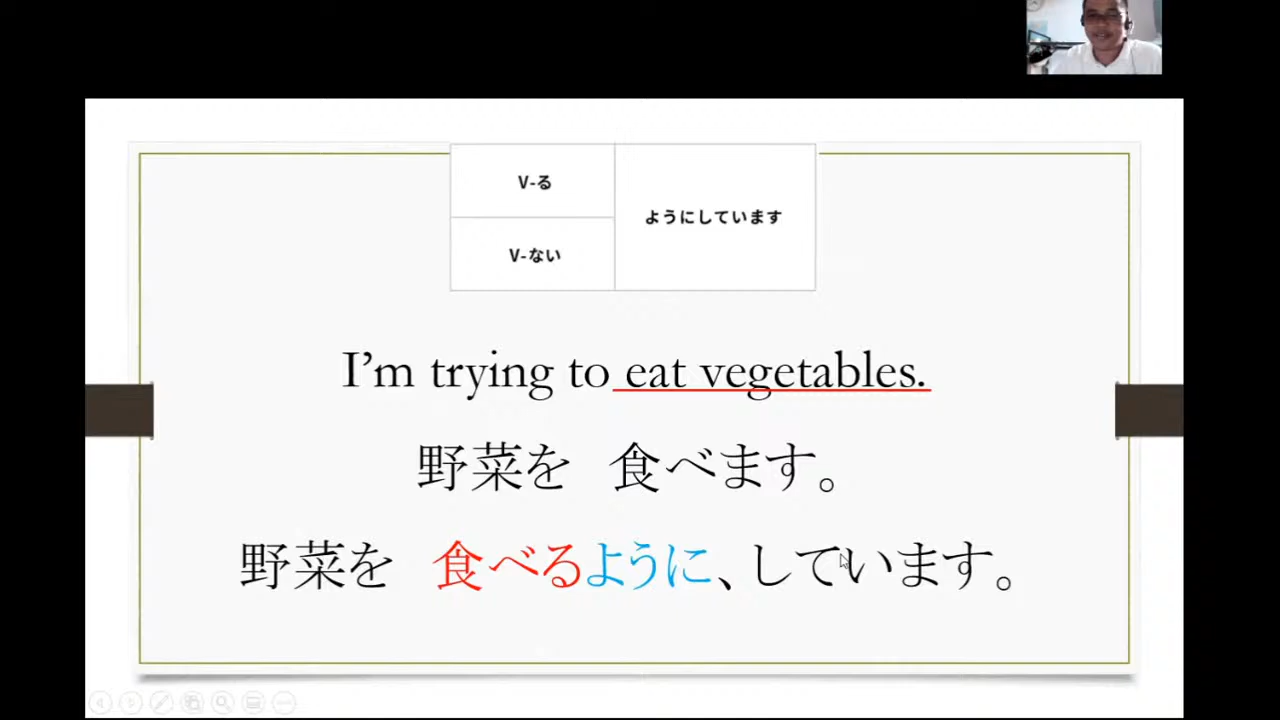 V-る
V-ない
ようにしています
I'm trying to eat vegetables.
野菜を　食べます。
野菜を　食べるように、しています。